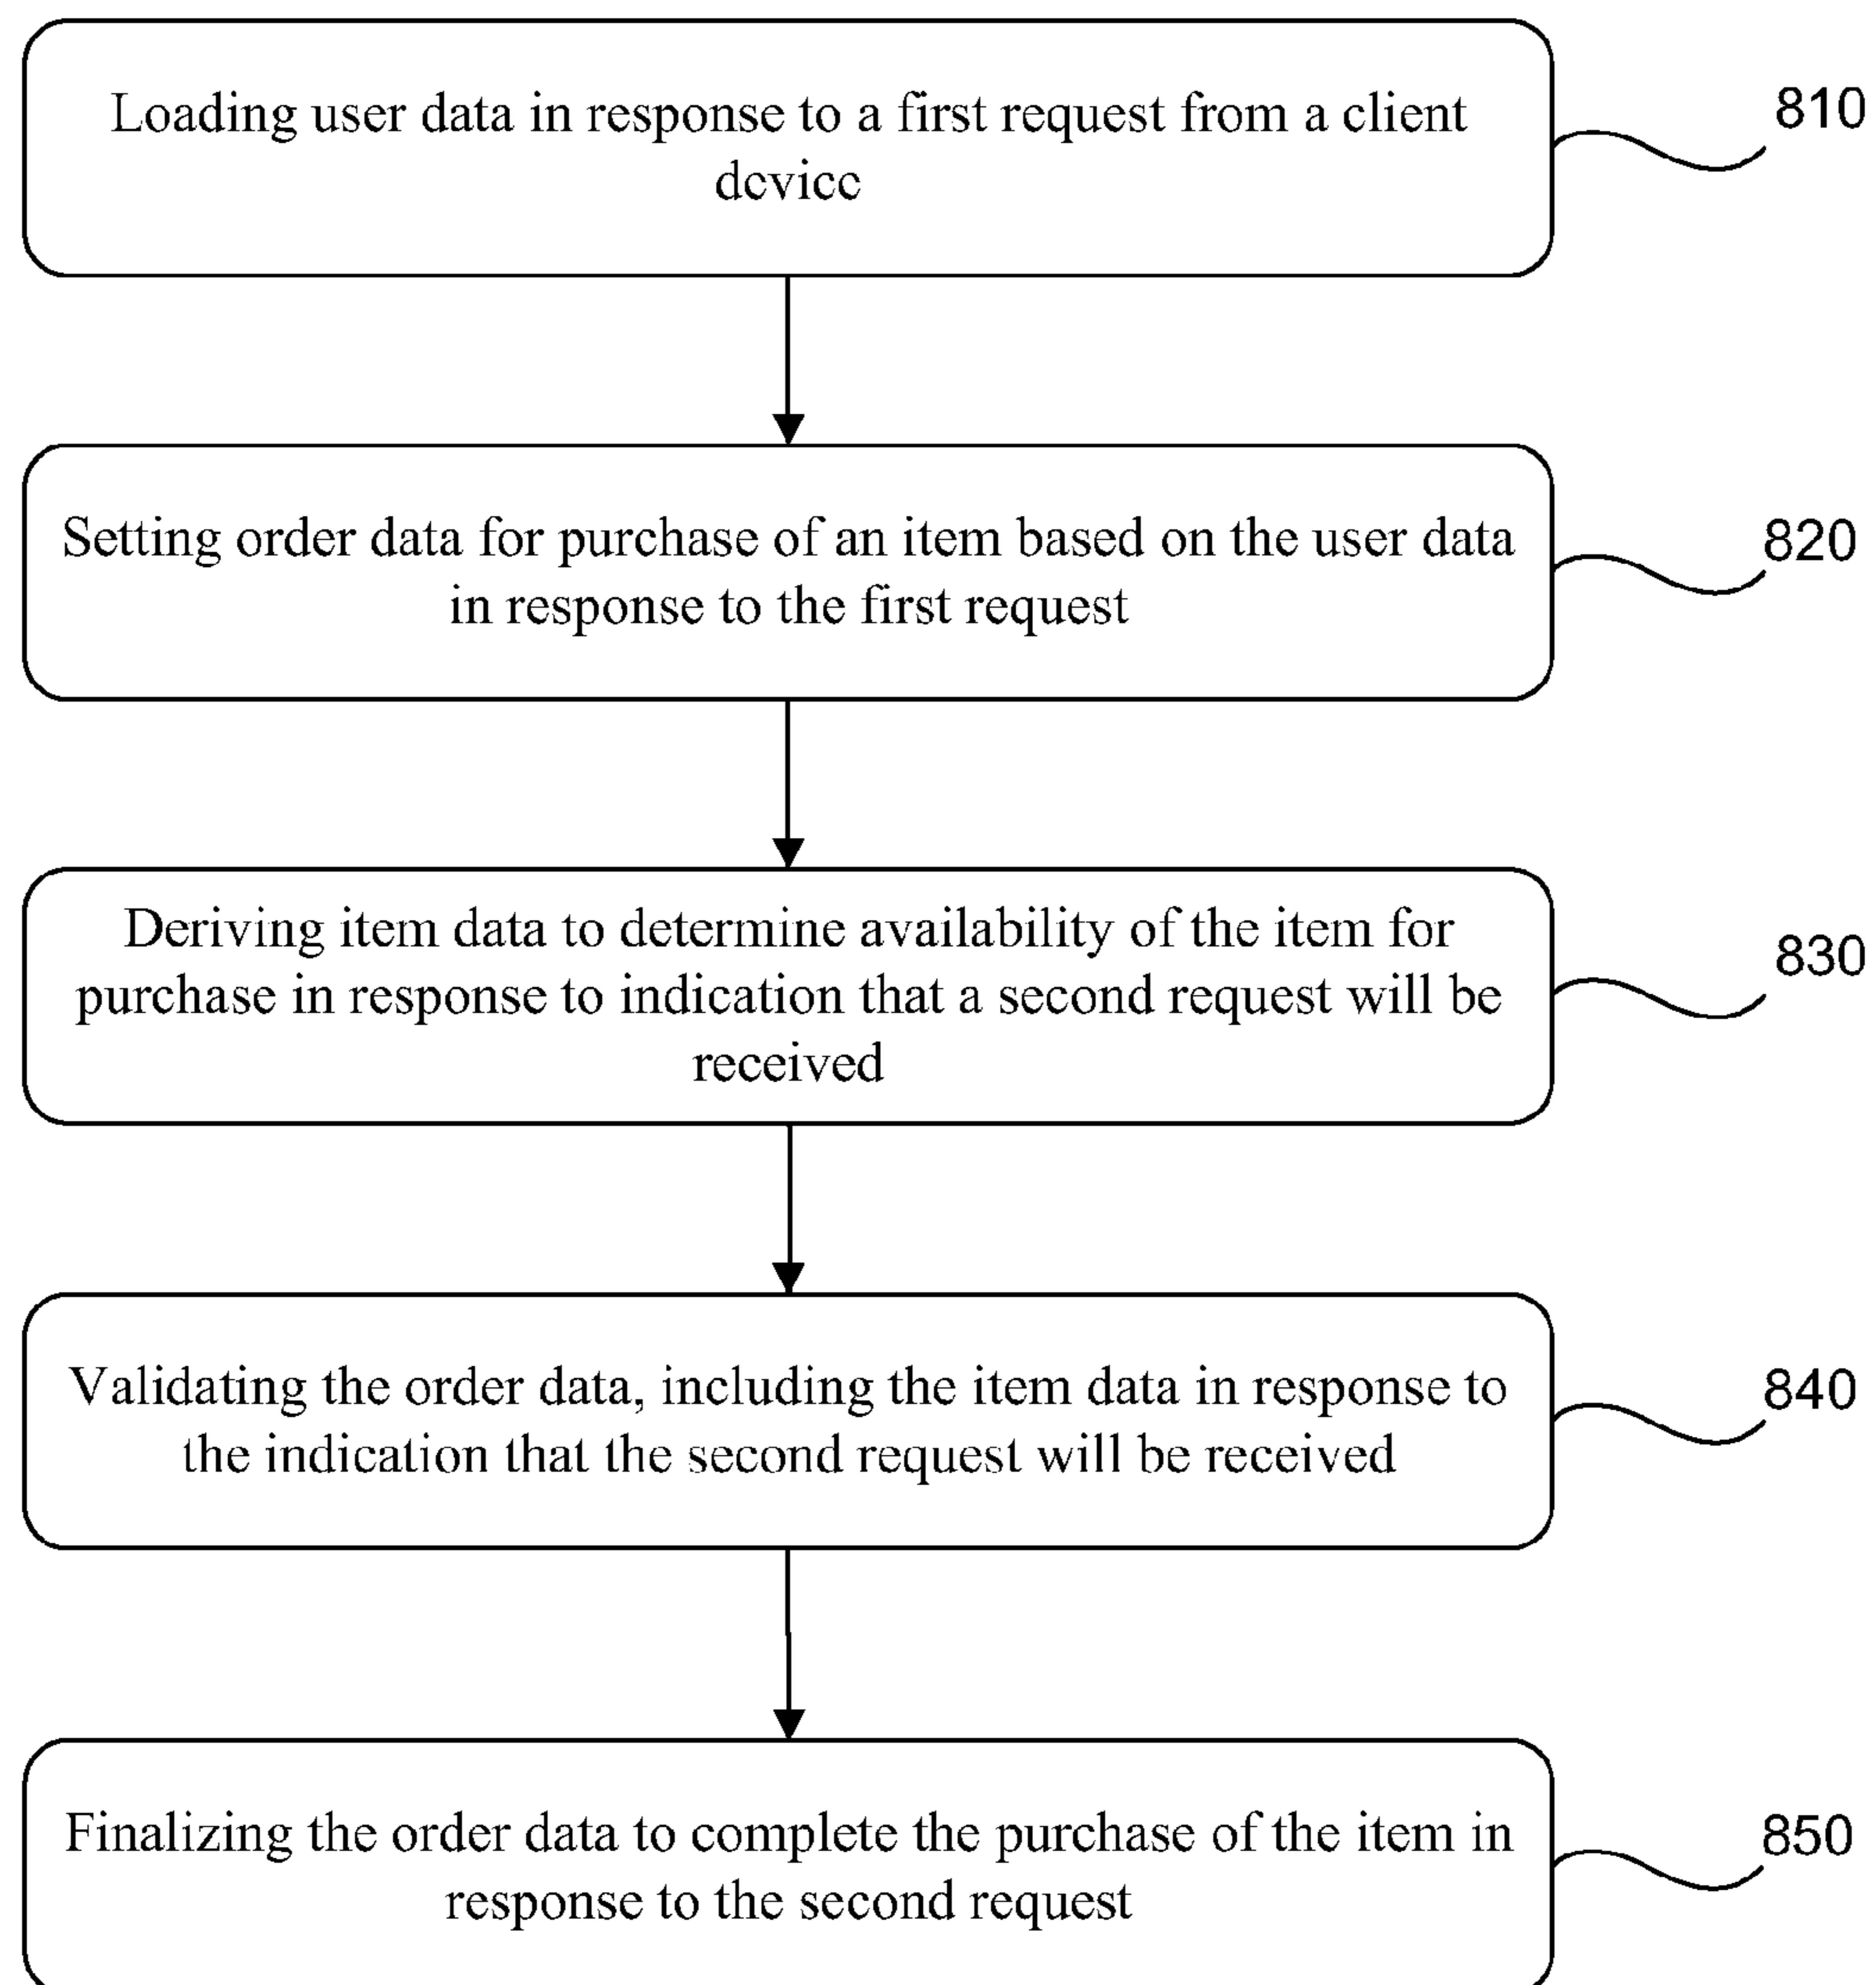 Loading user data in response to a first request from a client
device
810
Setting order data for purchase of an item based on the user data
in response to the first request
820
Deriving item data to determine availability of the item for
purchase in response to indication that a second request will be
received
830
Validating the order data, including the item data in response to
the indication that the second request will be received
840
Finalizing the order data to complete the purchase of the item in
response to the second request
850